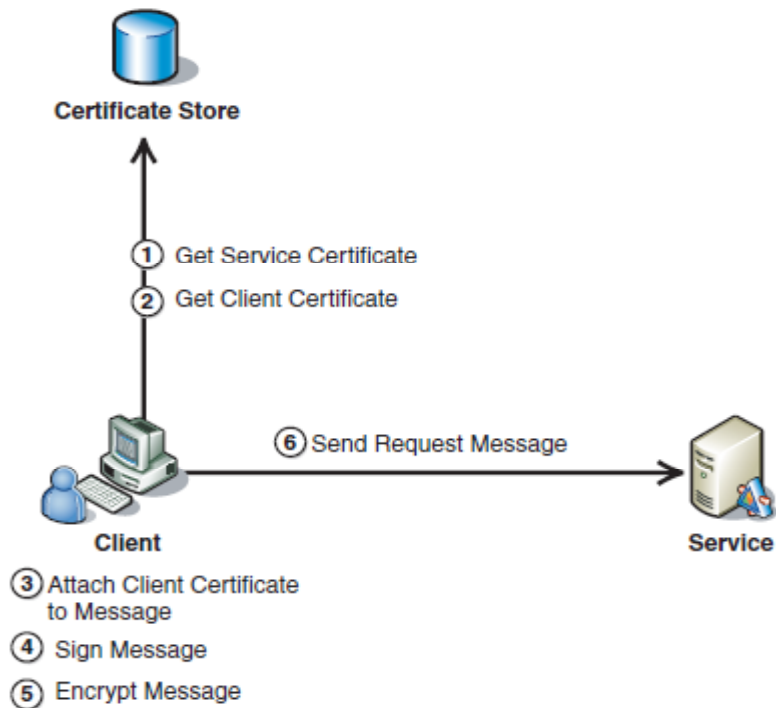 Certificate Store
1 Get Service Certificate
2 Get Client Certificate
6 Send Request Message
Client
Service
3 Attach Client Certificate
to Message
4 Sign Message
5 Encrypt Message